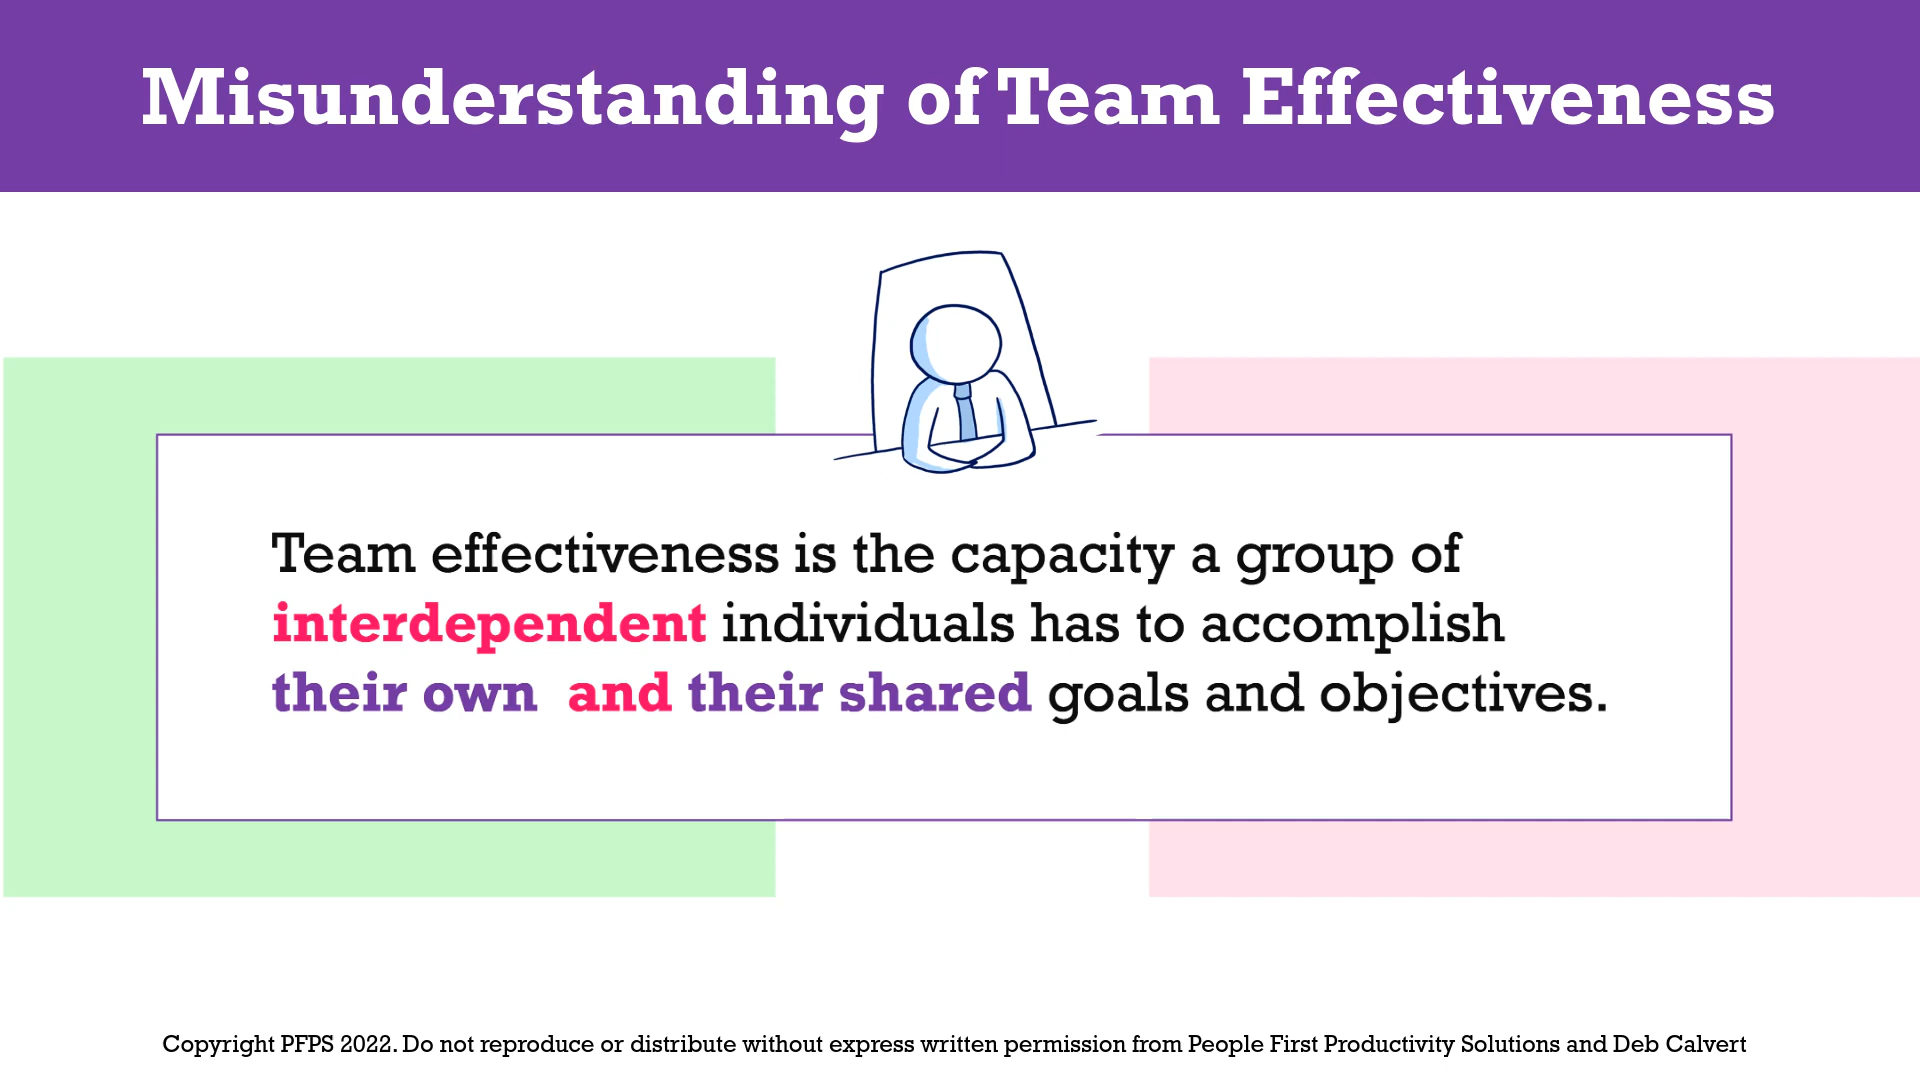 Misunderstanding of Team Effectiveness
Team effectiveness is the capacity a group of
interdependent individuals has to accomplish
their own and their shared goals and objectives.
Copyright PFPS 2022. Do not reproduce or distribute without express written permission from People First Productivity Solutions and Deb Calvert